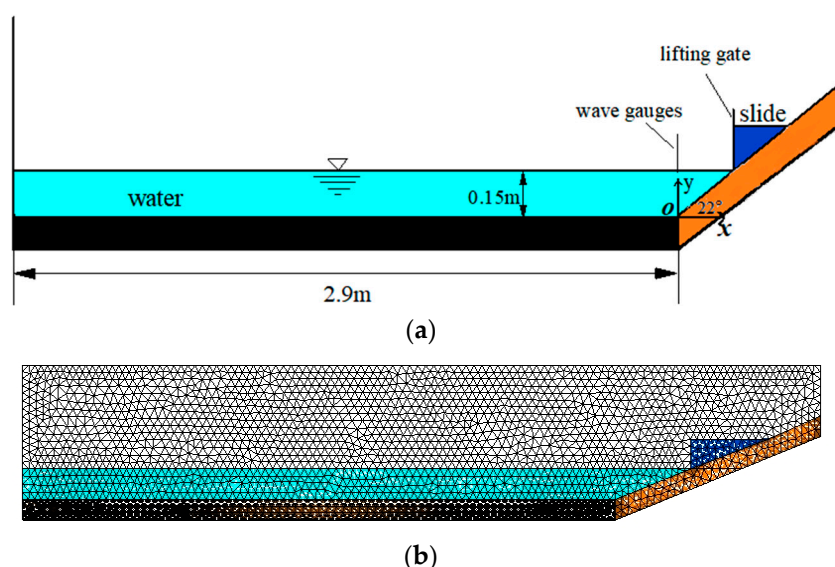 lifting gate
wave gauges
slide
y
water
0.15m
o
22°
x
2.9m
(a)
(b)